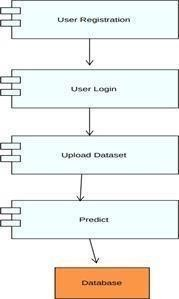 User Registration
User Login
Upload Dataset
Predict
Database